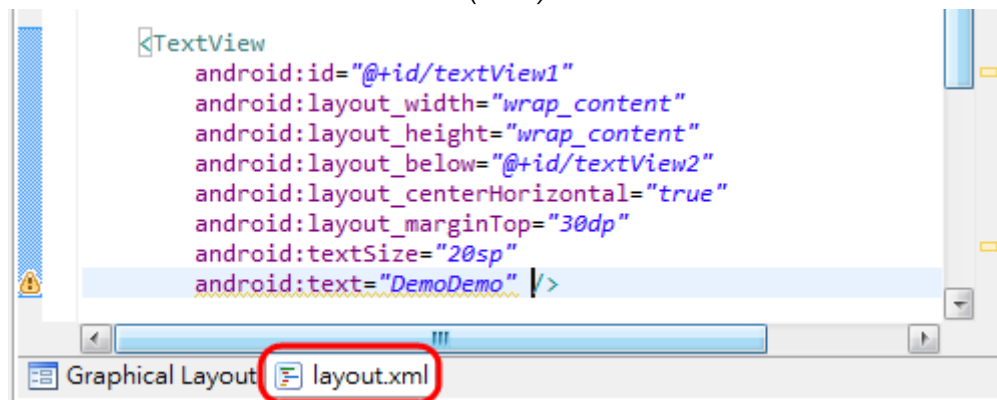 <TextView
android:id="@+id/textView1"
android:layout_width="wrap_content"
android:layout_height="wrap_content"
android:layout_below="@+id/textView2"
android:layout_centerHorizontal="true"
android:layout_marginTop="30dp"
android:textSize="20sp"
android:text="DemoDemo" />
Graphical Layout layout.xml